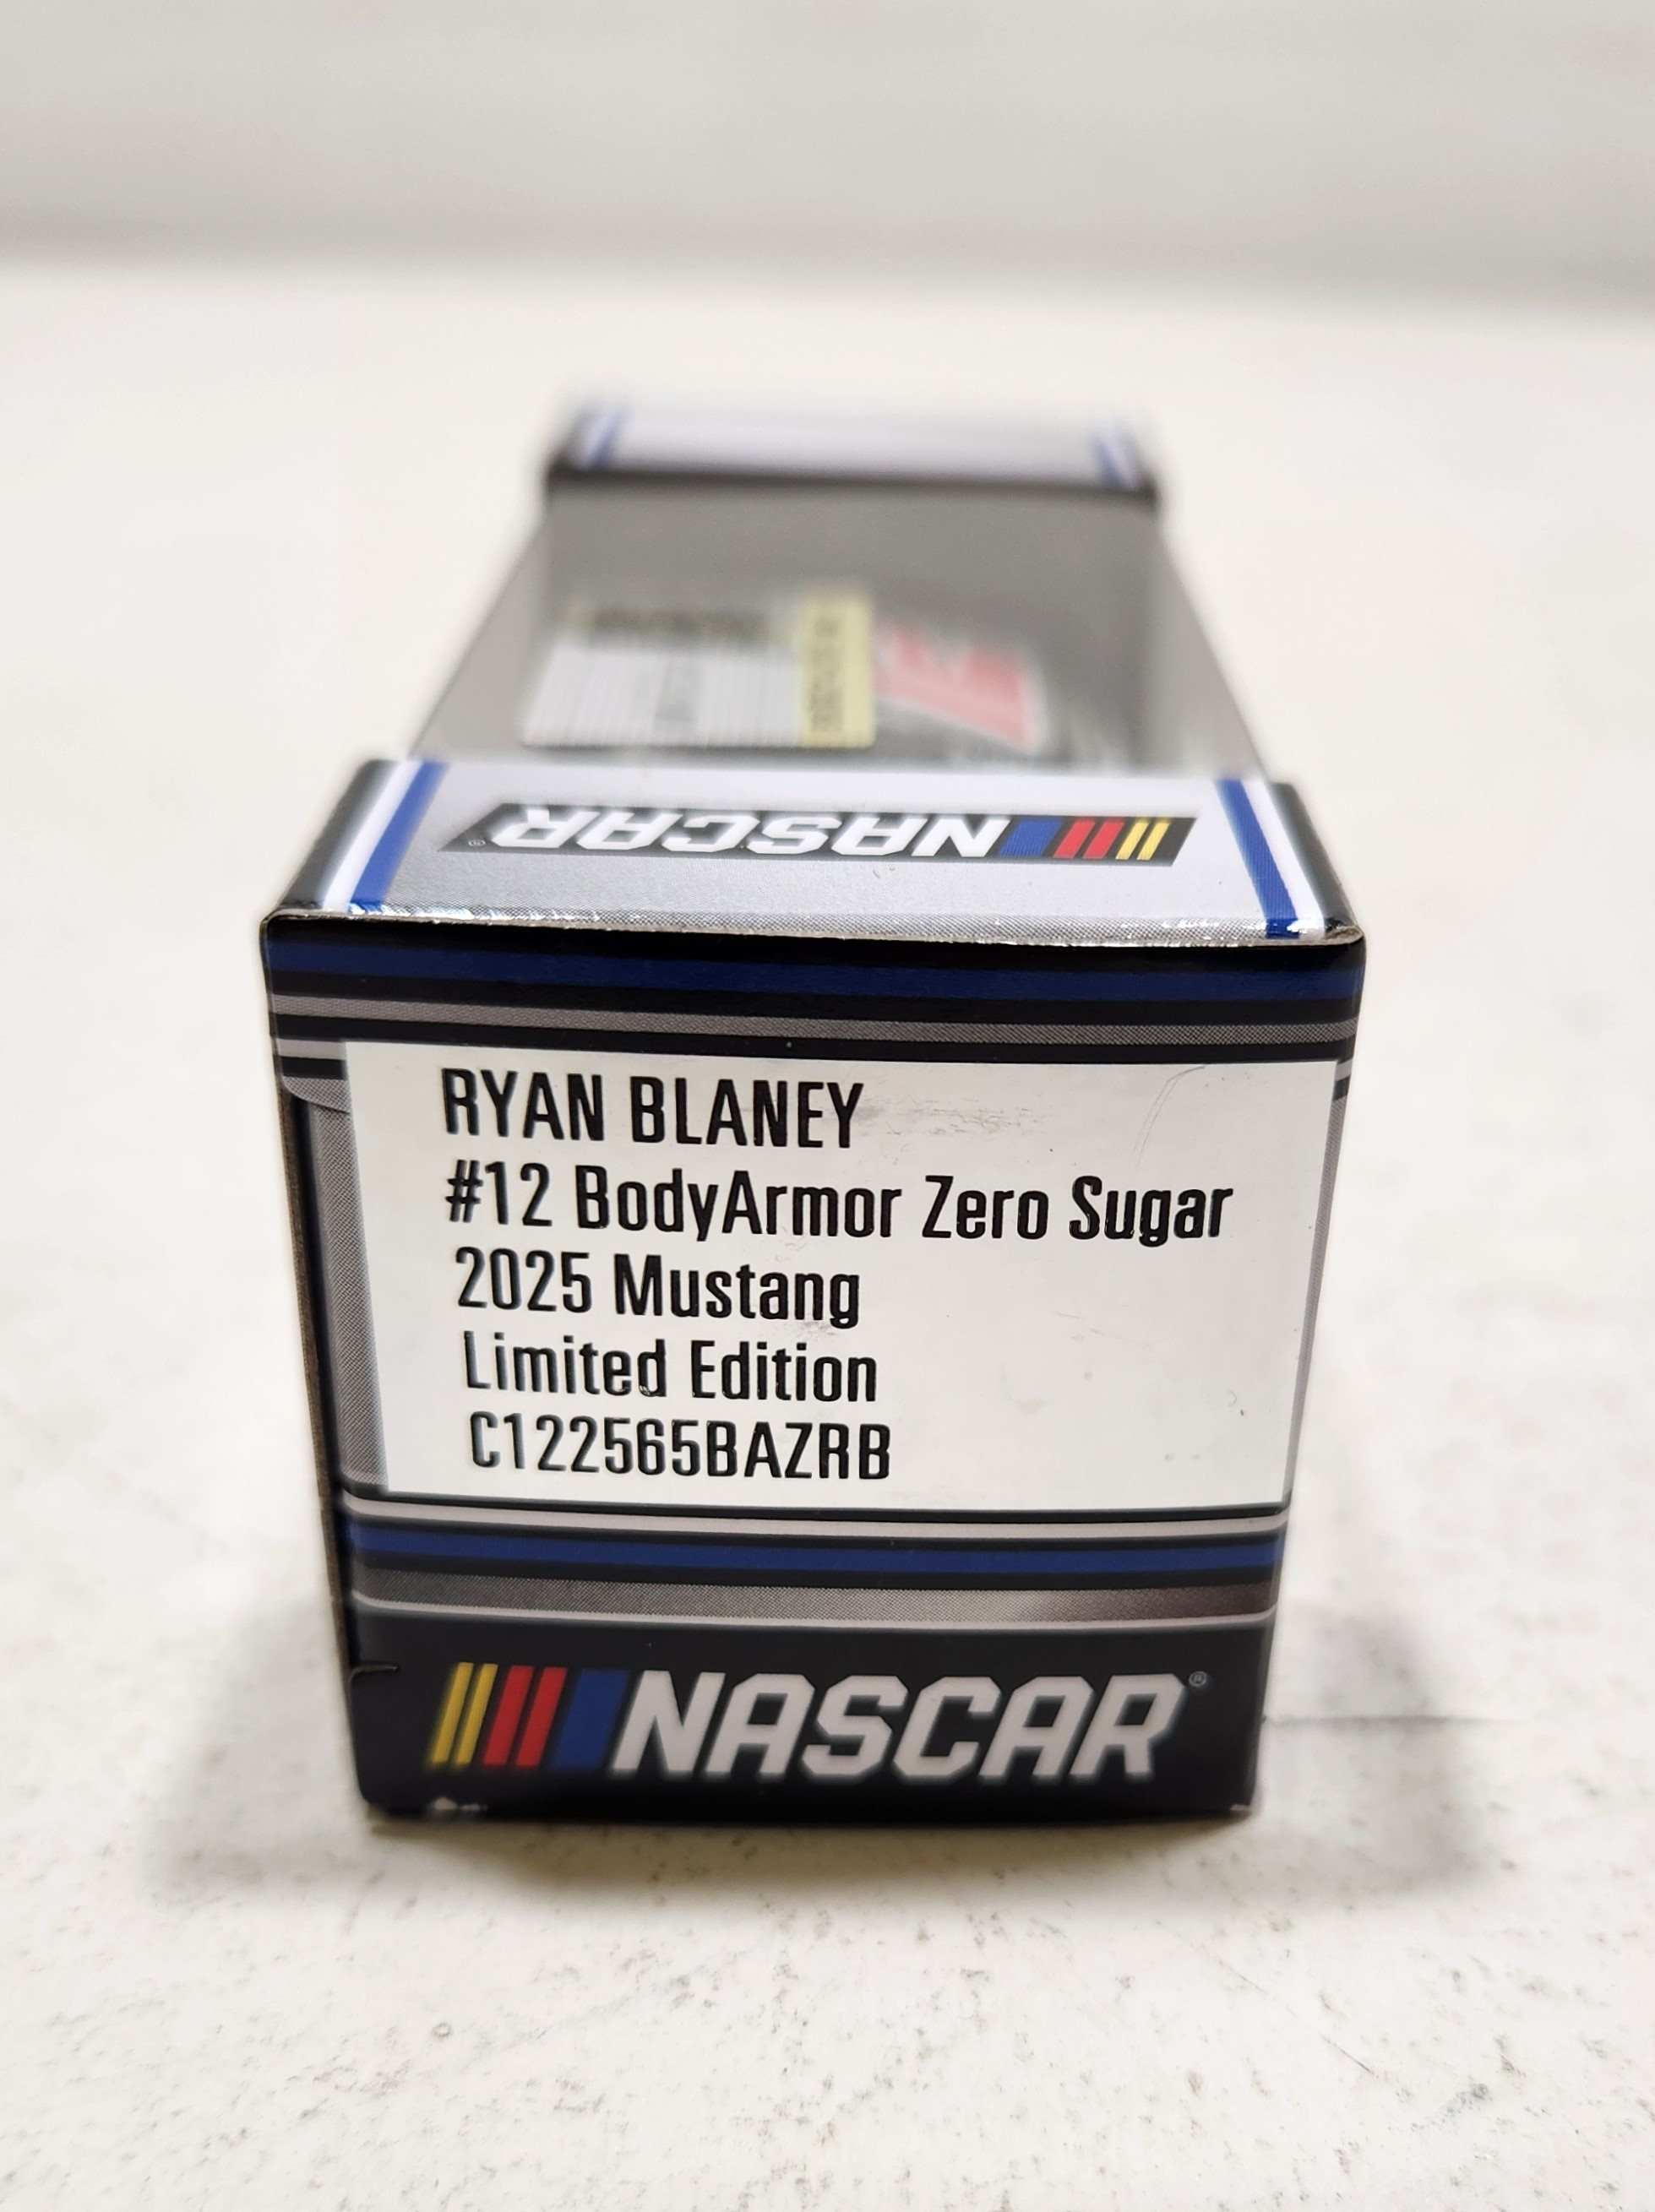 NASCAR
RYAN BLANEY
#12 BodyArmor Zero Sugar
2025 Mustang
Limited Edition
C122565BAZRB
NASCAR®